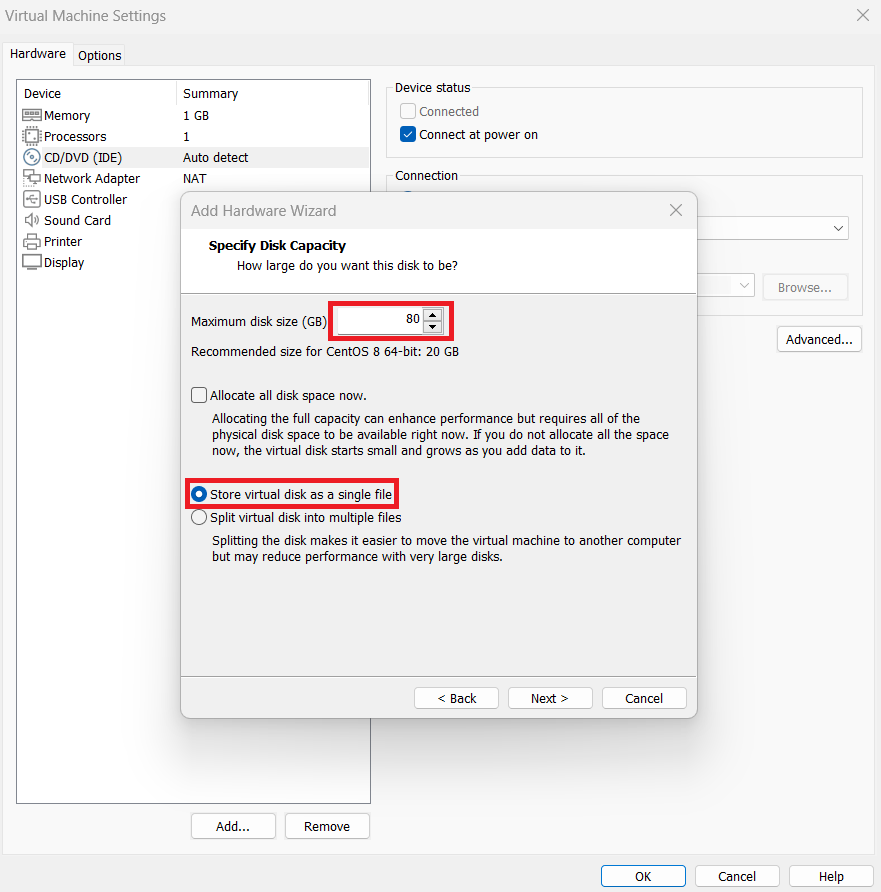 Virtual Machine Settings
Hardware Options
Device Summary
Memory 1 GB
Processors 1
CD/DVD (IDE) Auto detect
Network Adapter NAT
USB Controller
Sound Card
Printer
Display
Device status
Connected
Connect at power on
Connection
Browse...
Advanced...
Add Hardware Wizard
Specify Disk Capacity
How large do you want this disk to be?
Maximum disk size (GB) 80
Recommended size for CentOS 8 64-bit: 20 GB
Allocate all disk space now.
Allocating the full capacity can enhance performance but requires all of the
physical disk space to be available right now. If you do not allocate all the space
now, the virtual disk starts small and grows as you add data to it.
Store virtual disk as a single file
Split virtual disk into multiple files
Splitting the disk makes it easier to move the virtual machine to another computer
but may reduce performance with very large disks.
< Back Next > Cancel
Add... Remove
OK Cancel Help